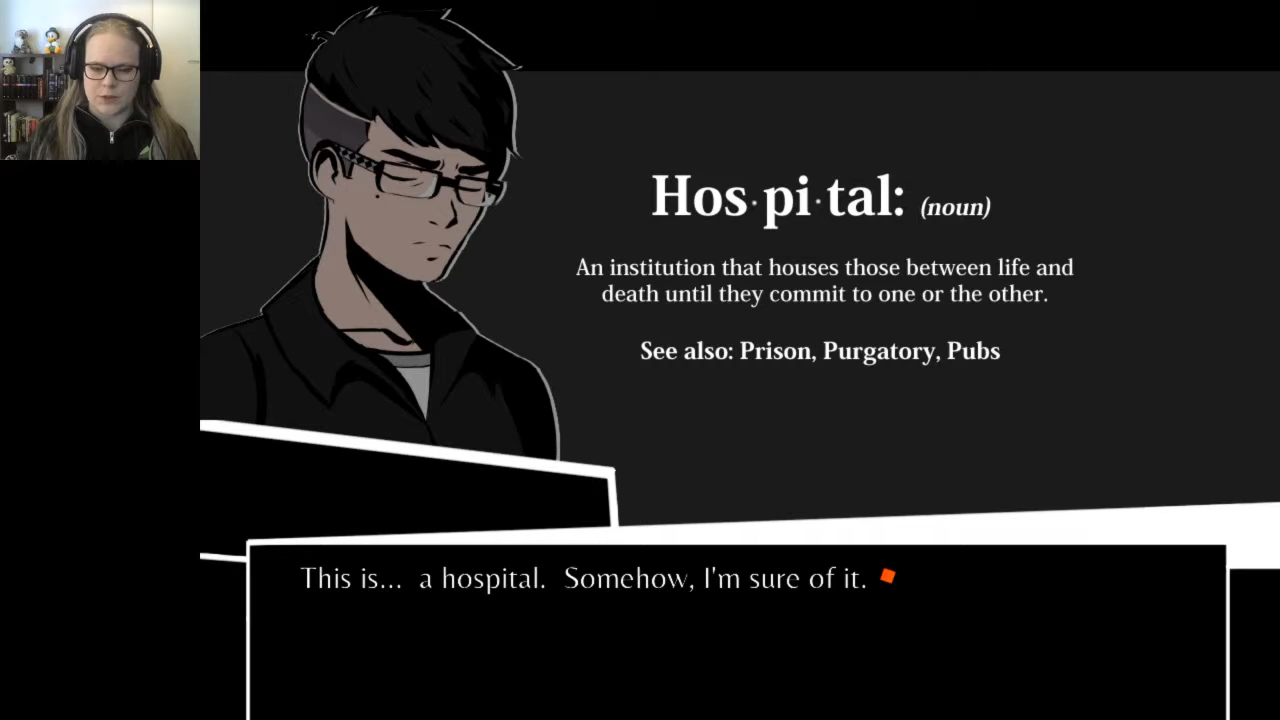 Hos·pi·tal: (noun)
An institution that houses those between life and
death until they commit to one or the other.
See also: Prison, Purgatory, Pubs
This is... a hospital. Somehow, I'm sure of it.